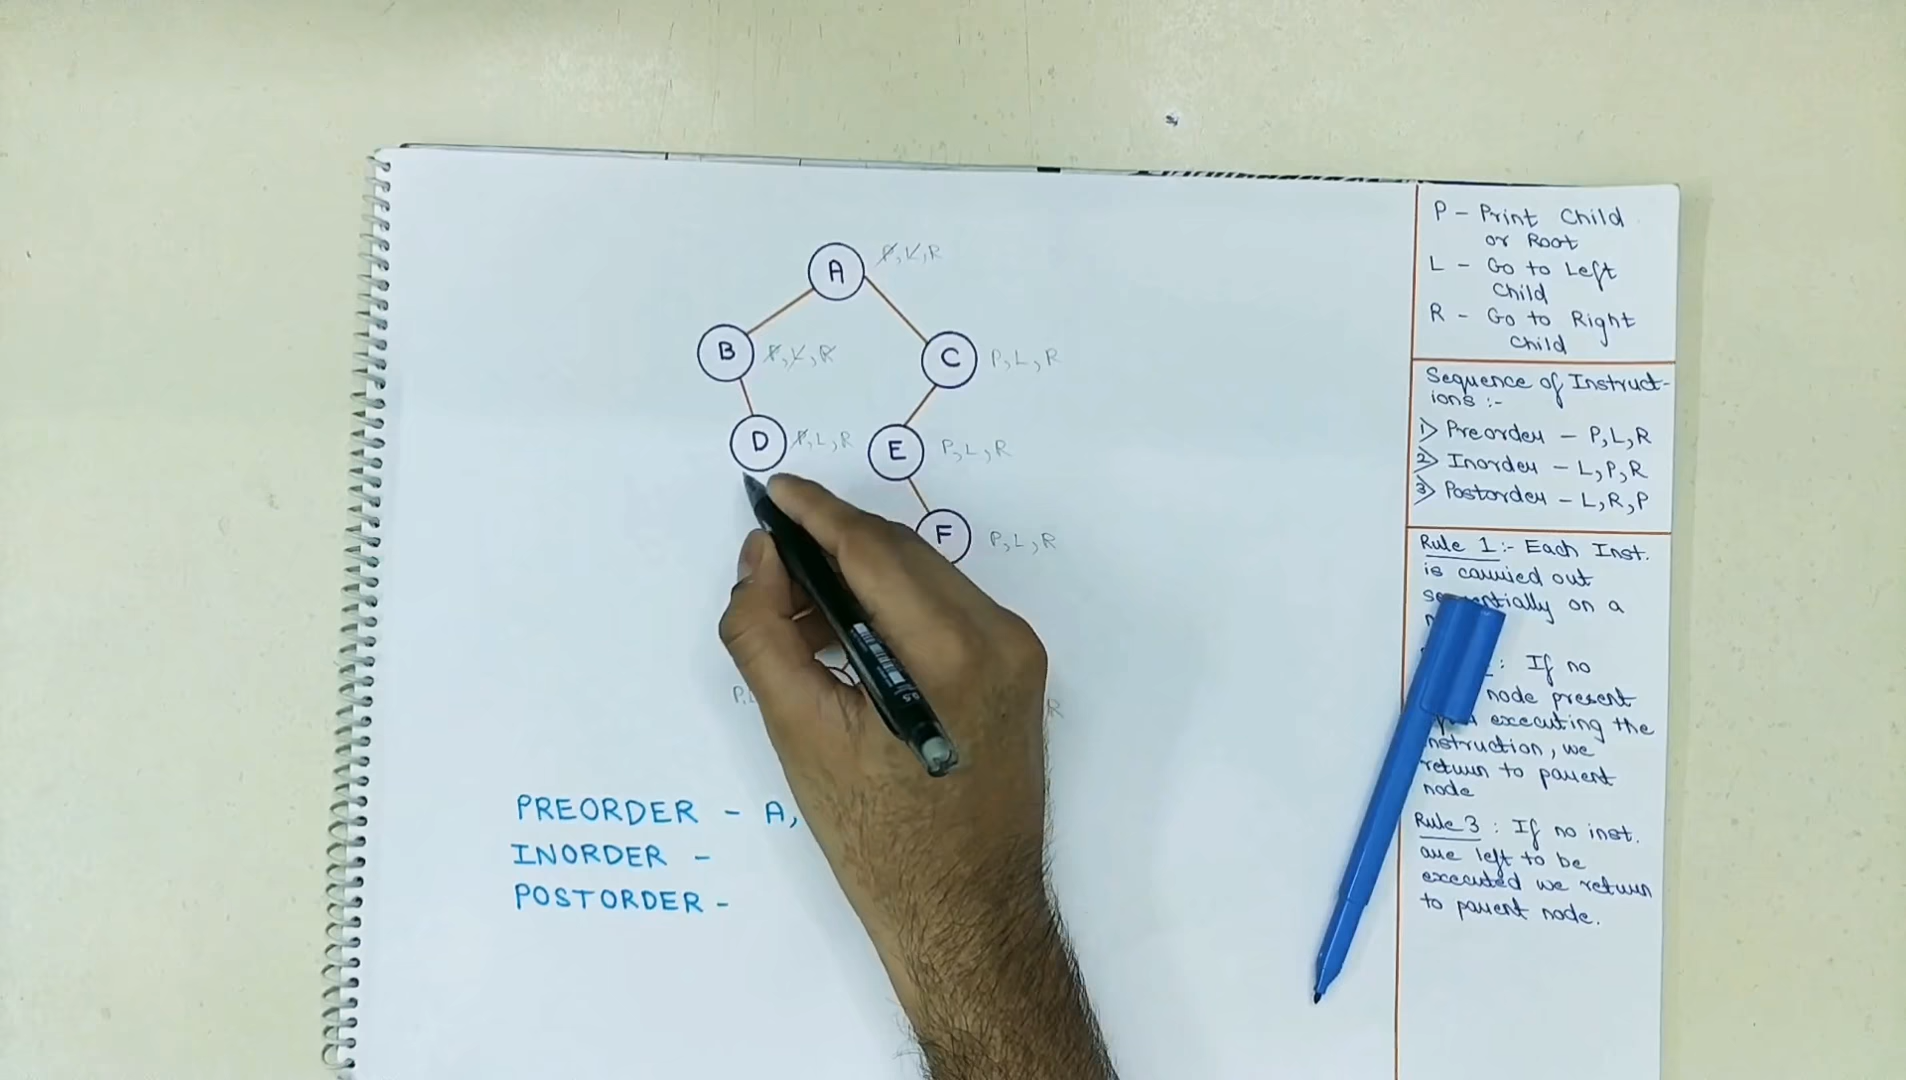 A P, L, R
B P, L, R
C P, L, R
D P, L, R
E P, L, R
F P, L, R
P,
R
PREORDER - A,
INORDER -
POSTORDER -
P - Print Child
or Root
L - Go to Left
Child
R - Go to Right
Child
Sequence of Instruct-
ions :-
1> Preorder - P, L, R
2> Inorder - L, P, R
3> Postorder - L, R, P
Rule 1 :- Each Inst.
is carried out
on a
: If no
node present
executing the
instruction, we
return to parent
node
Rule 3 : If no inst.
are left to be
executed we return
to parent node.